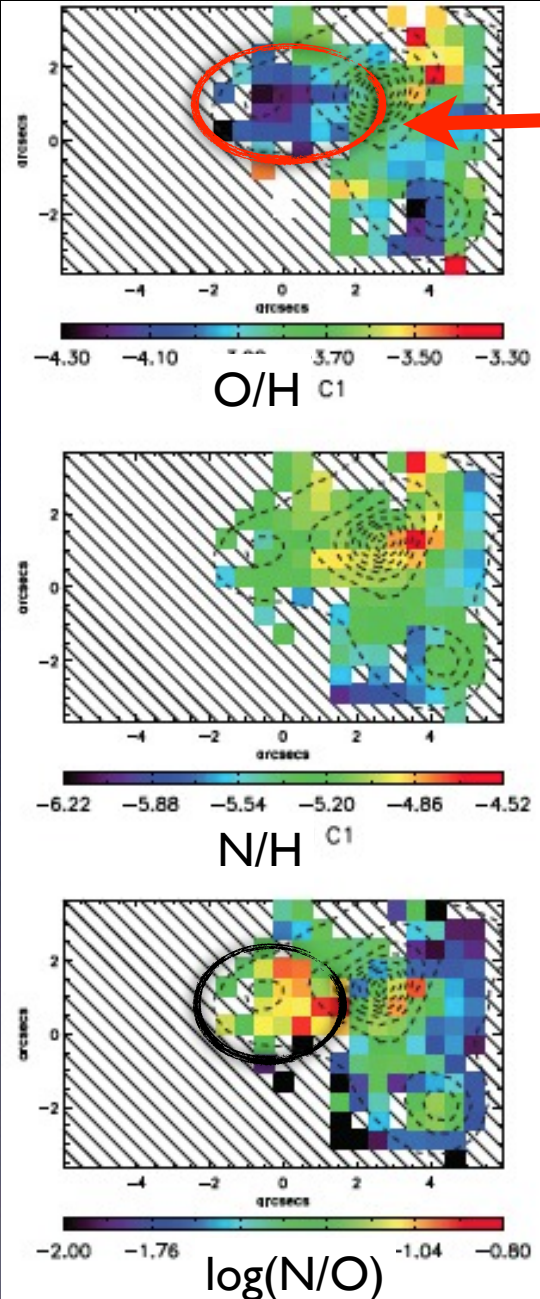 2
0
−2
arcsecs
−4 −2 0 2 4
arcsecs
−4.30 −4.10 3.70 −3.50 −3.30
O/H C1
2
0
−2
arcsecs
−4 −2 0 2 4
arcsecs
−6.22 −5.88 −5.54 −5.20 −4.86 −4.52
N/H C1
2
0
−2
arcsecs
−4 −2 0 2 4
arcsecs
−2.00 −1.76 −1.04 −0.80
log(N/O)